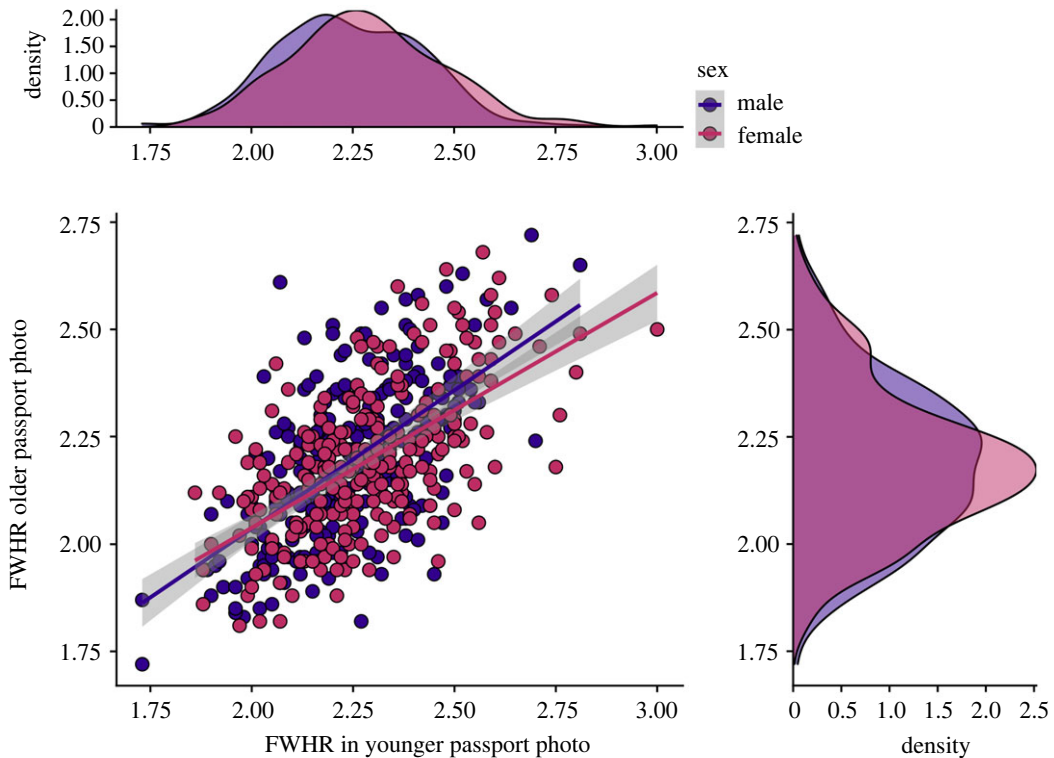 density
2.00
1.50
1.00
0.50
0
1.75 2.00 2.25 2.50 2.75 3.00
sex
male
female
FWHR older passport photo
2.75
2.50
2.25
2.00
1.75
1.75 2.00 2.25 2.50 2.75 3.00
FWHR in younger passport photo
2.75
2.50
2.25
2.00
1.75
0 0.5 1.0 1.5 2.0 2.5
density